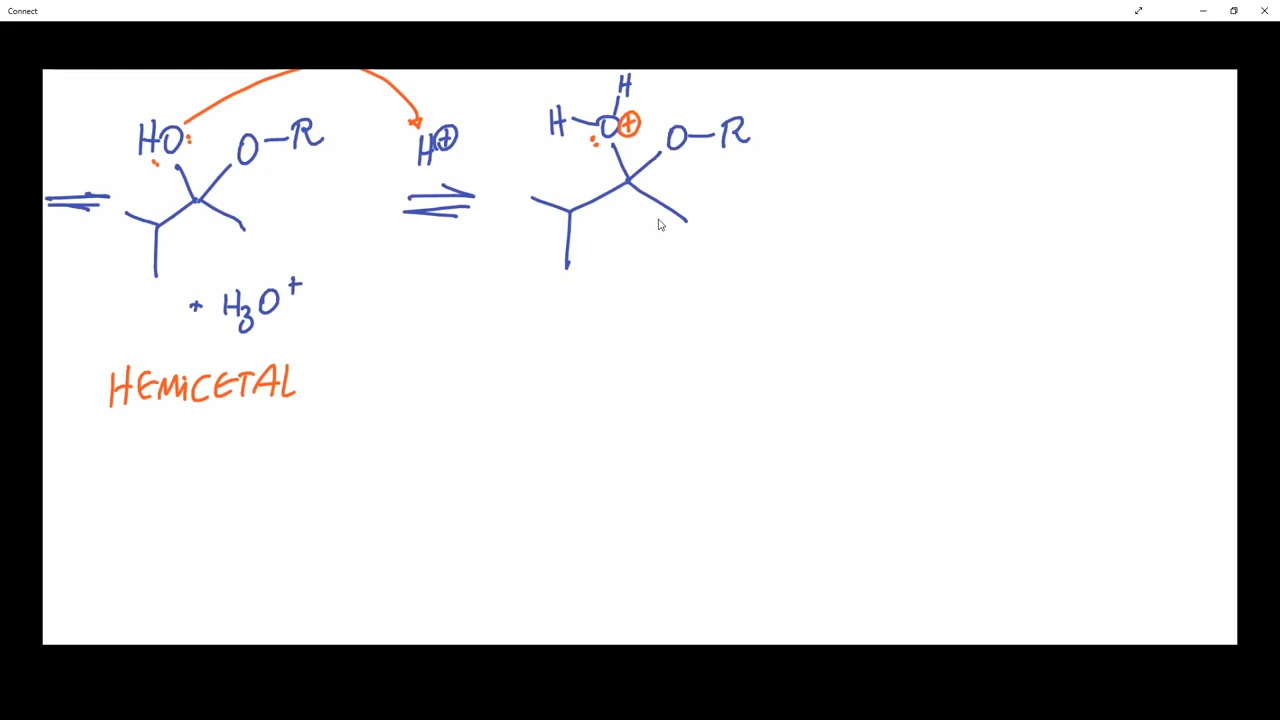 Connect
H
HO: O-R H⊕ H-O⊕ O-R
+ H₃O⁺
HEMiCETAL